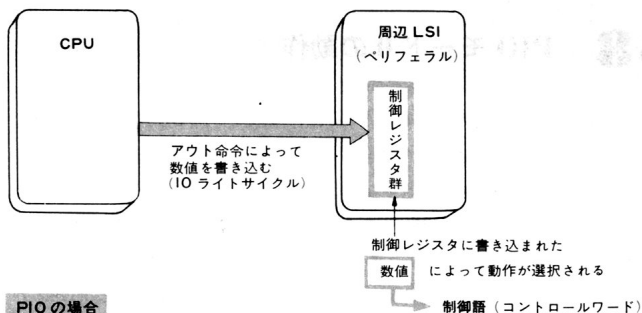 CPU
周辺 LSI
(ペリフェラル)
制御レジスタ群
アウト命令によって
数値を書き込む
(IO ライトサイクル)
制御レジスタに書き込まれた
数値 によって動作が選択される
制御語 (コントロールワード)
PIO の場合